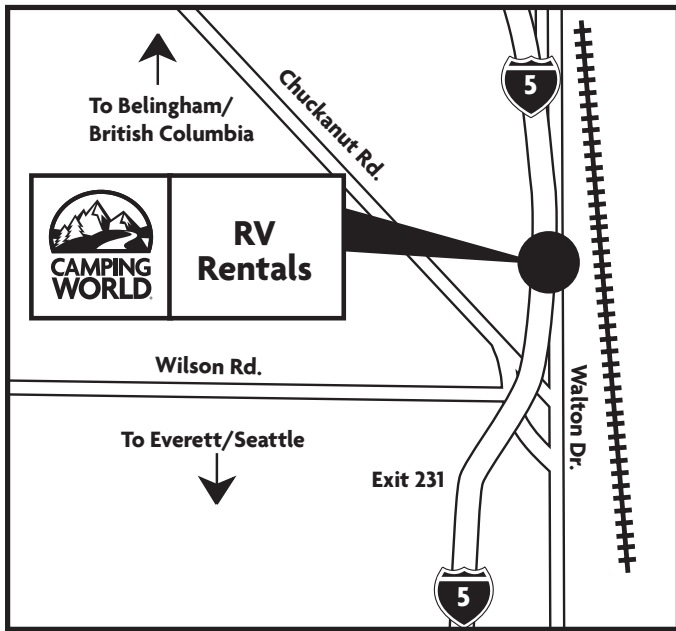 5
To Belingham/
British Columbia
Chuckanut Rd.
CAMPING
WORLD
RV
Rentals
Wilson Rd.
Walton Dr.
To Everett/Seattle
Exit 231
5